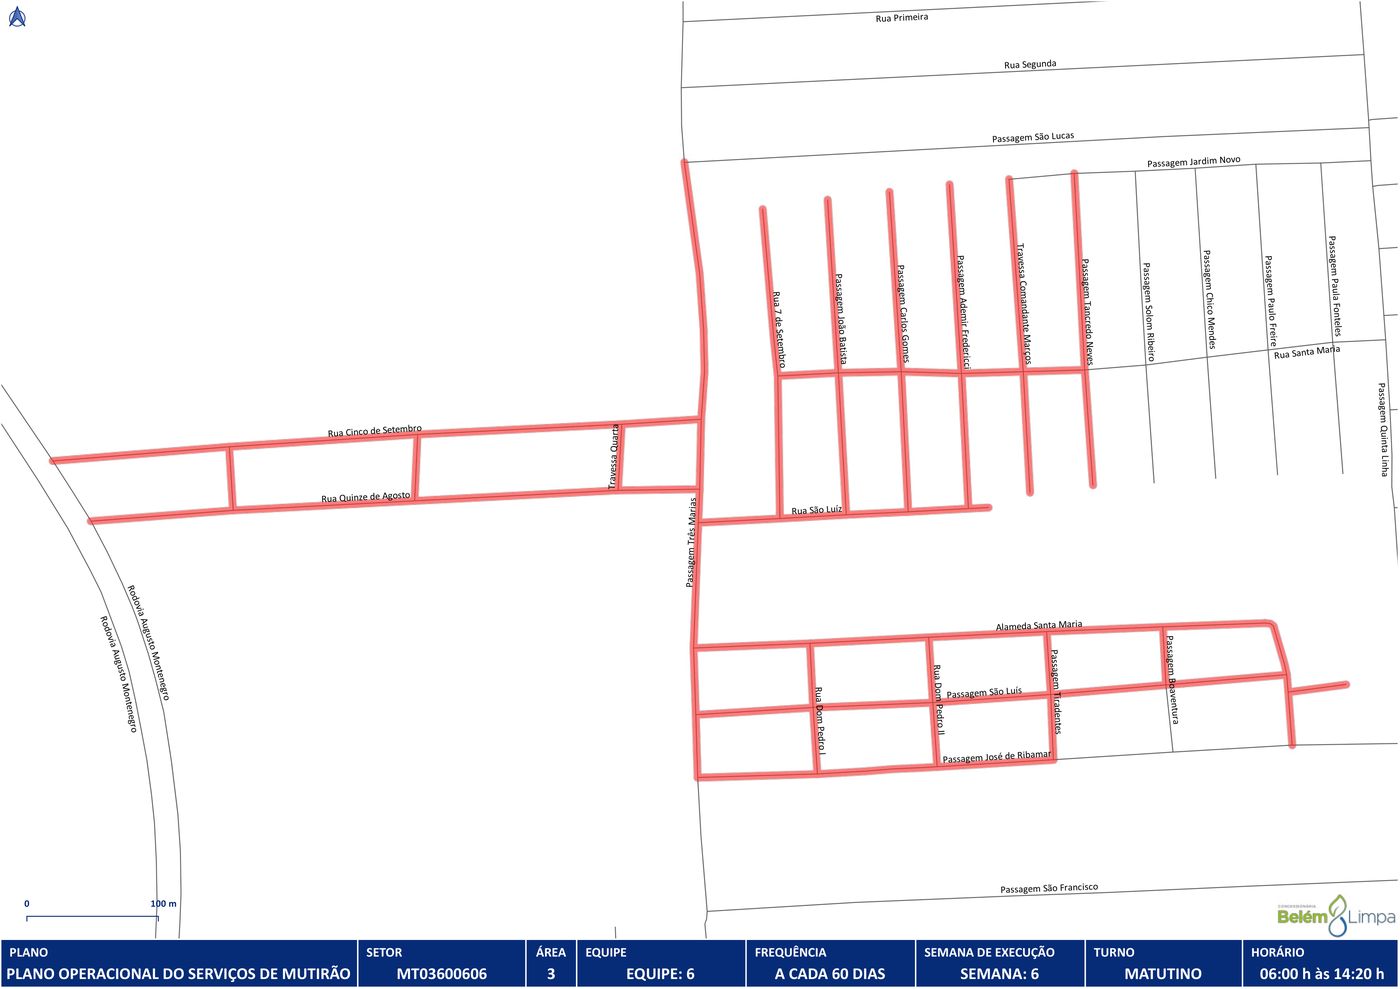 Rua Primeira
Rua Segunda
Passagem São Lucas
Passagem Jardim Novo
Rua 7 de Setembro
Passagem João Batista
Passagem Carlos Gomes
Passagem Ademir Fredericci
Travessa Comandante Marços
Passagem Tancredo Neves
Passagem Solom Ribeiro
Passagem Chico Mendes
Passagem Paulo Freire
Passagem Paula Fonteles
Rua Santa Maria
Passagem Quinta Linha
Rua Cinco de Setembro
Travessa Quarta
Rua Quinze de Agosto
Passagem Três Marias
Rua São Luiz
Rodovia Augusto Montenegro
Rodovia Augusto Montenegro
Alameda Santa Maria
Rua Dom Pedro I
Rua Dom Pedro II
Passagem São Luís
Passagem Tiradentes
Passagem Boaventura
Passagem José de Ribamar
Passagem São Francisco
0 100 m
CONCESSIONÁRIA
Belém Limpa
PLANO SETOR ÁREA EQUIPE FREQUÊNCIA SEMANA DE EXECUÇÃO TURNO HORÁRIO
PLANO OPERACIONAL DO SERVIÇOS DE MUTIRÃO MT03600606 3 EQUIPE: 6 A CADA 60 DIAS SEMANA: 6 MATUTINO 06:00 h às 14:20 h